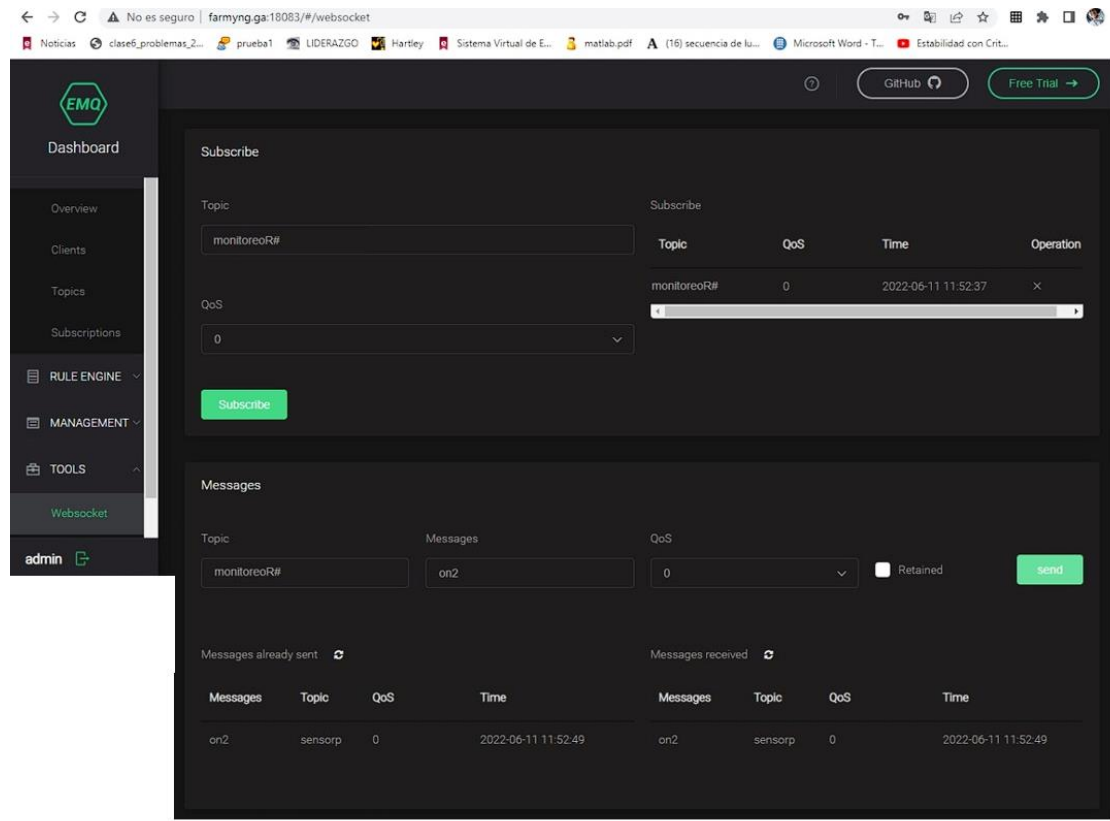 No es seguro | farmyng.ga:18083/#/websocket
Noticias clase6_problemas_2... prueba1 LIDERAZGO Hartley Sistema Virtual de E... matlab.pdf A (16) secuencia de lu... Microsoft Word - T... Estabilidad con Crit...
EMQ
Dashboard
GitHub
Free Trial →
Overview
Clients
Topics
Subscriptions
RULE ENGINE
MANAGEMENT
TOOLS
Websocket
admin
Subscribe
Topic
monitoreoR#
QoS
0
Subscribe
Subscribe
Topic QoS Time Operation
monitoreoR# 0 2022-06-11 11:52:37 ×
Messages
Topic Messages QoS
monitoreoR# on2 0 Retained send
Messages already sent
Messages Topic QoS Time
on2 sensorp 0 2022-06-11 11:52:49
Messages received
Messages Topic QoS Time
on2 sensorp 0 2022-06-11 11:52:49